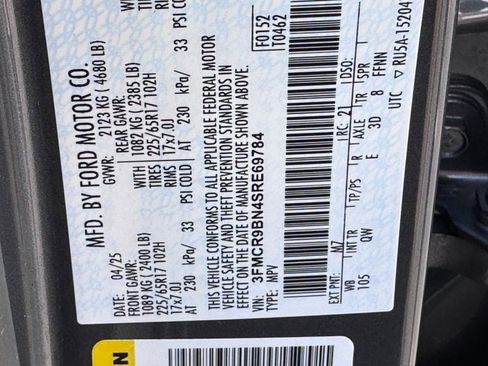 MFD. BY FORD MOTOR CO.
GVWR: 2123 KG ( 4680 LB)
04/25
FRONT GAWR: REAR GAWR:
1089 KG ( 2400 LB) 1082 KG ( 2385 LB)
225/65R17 102H TIRES 225/65R17 102H
17x7.0J RIMS 17x7.0J
AT 230 kPa/ 33 PSI COLD AT 230 kPa/ 33 PSI COLD
THIS VEHICLE CONFORMS TO ALL APPLICABLE FEDERAL MOTOR
VEHICLE SAFETY AND THEFT PREVENTION STANDARDS IN
EFFECT ON THE DATE OF MANUFACTURE SHOWN ABOVE.
VIN: 3FMCR9BN4SRE69784
TYPE: MPV
F0152
T0462
EXT PNT: M7 RC: 21 DSO:
WB INT TR TP/PS R AXLE TR SPR
105 QW E 3D 8 FFNN
UTC ▽ RU5A-15204
N